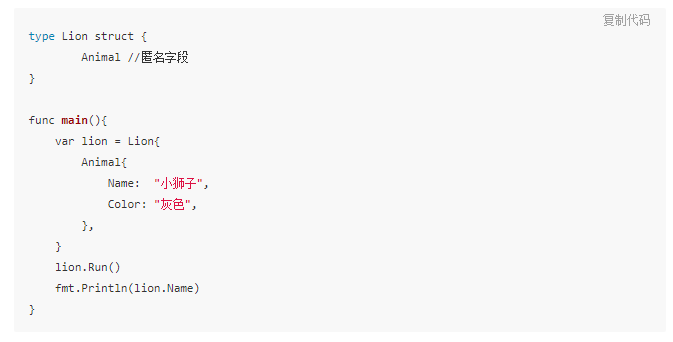 复制代码
type Lion struct {
        Animal //匿名字段
}

func main(){
    var lion = Lion{
        Animal{
            Name:  "小狮子",
            Color: "灰色",
        },
    }
    lion.Run()
    fmt.Println(lion.Name)
}